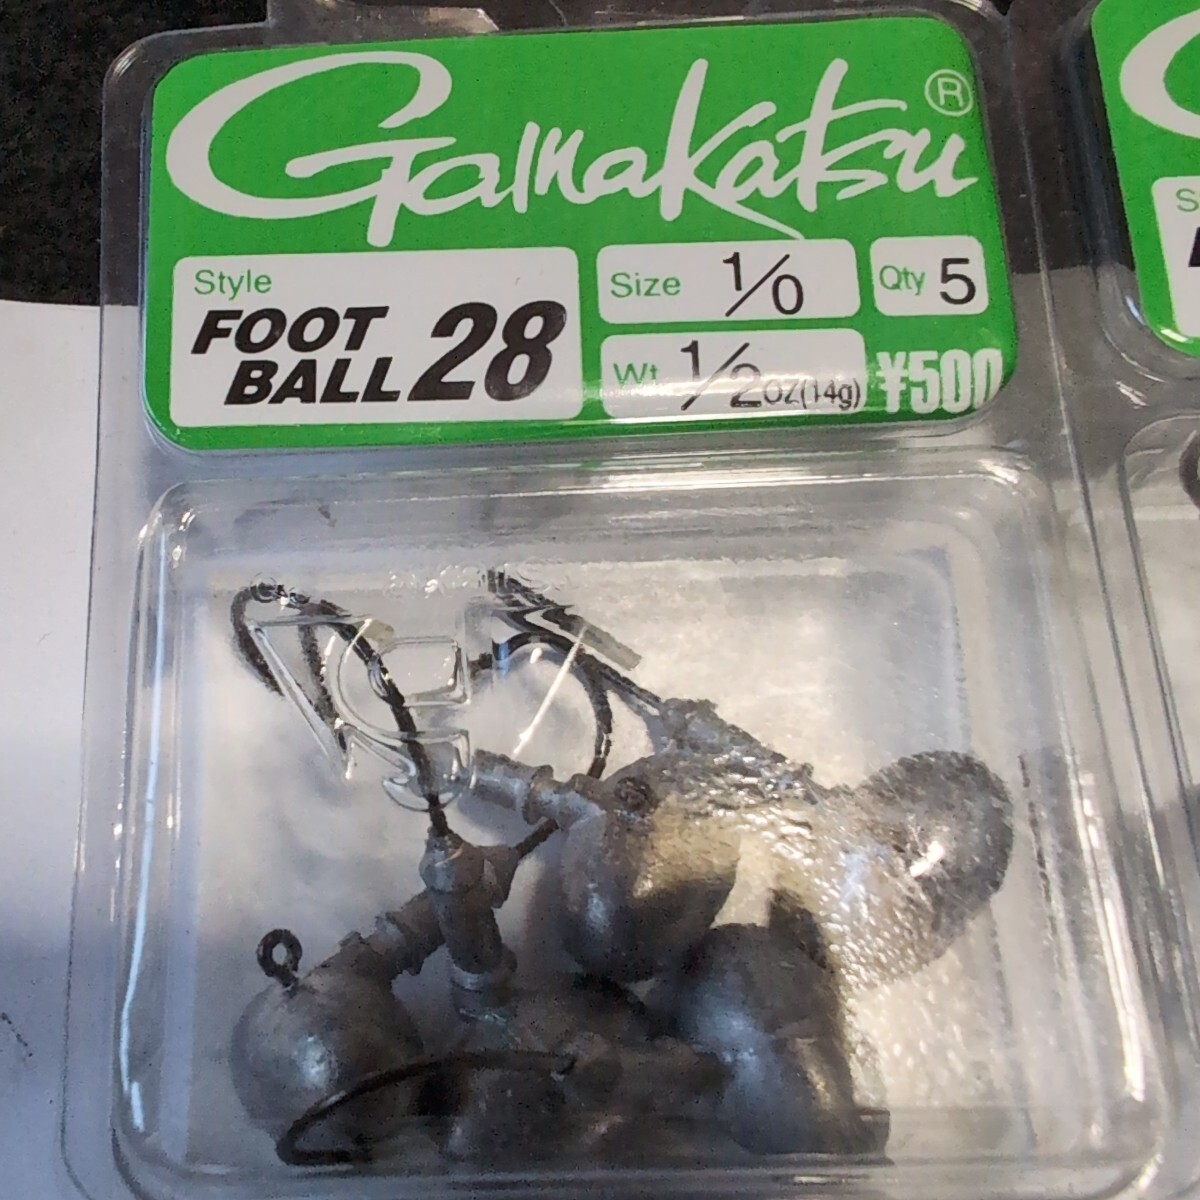 Gamakatsu®
Style
FOOT
BALL 28
Size 1/0
Qty 5
Wt. 1/2oz(14g)
¥500
S